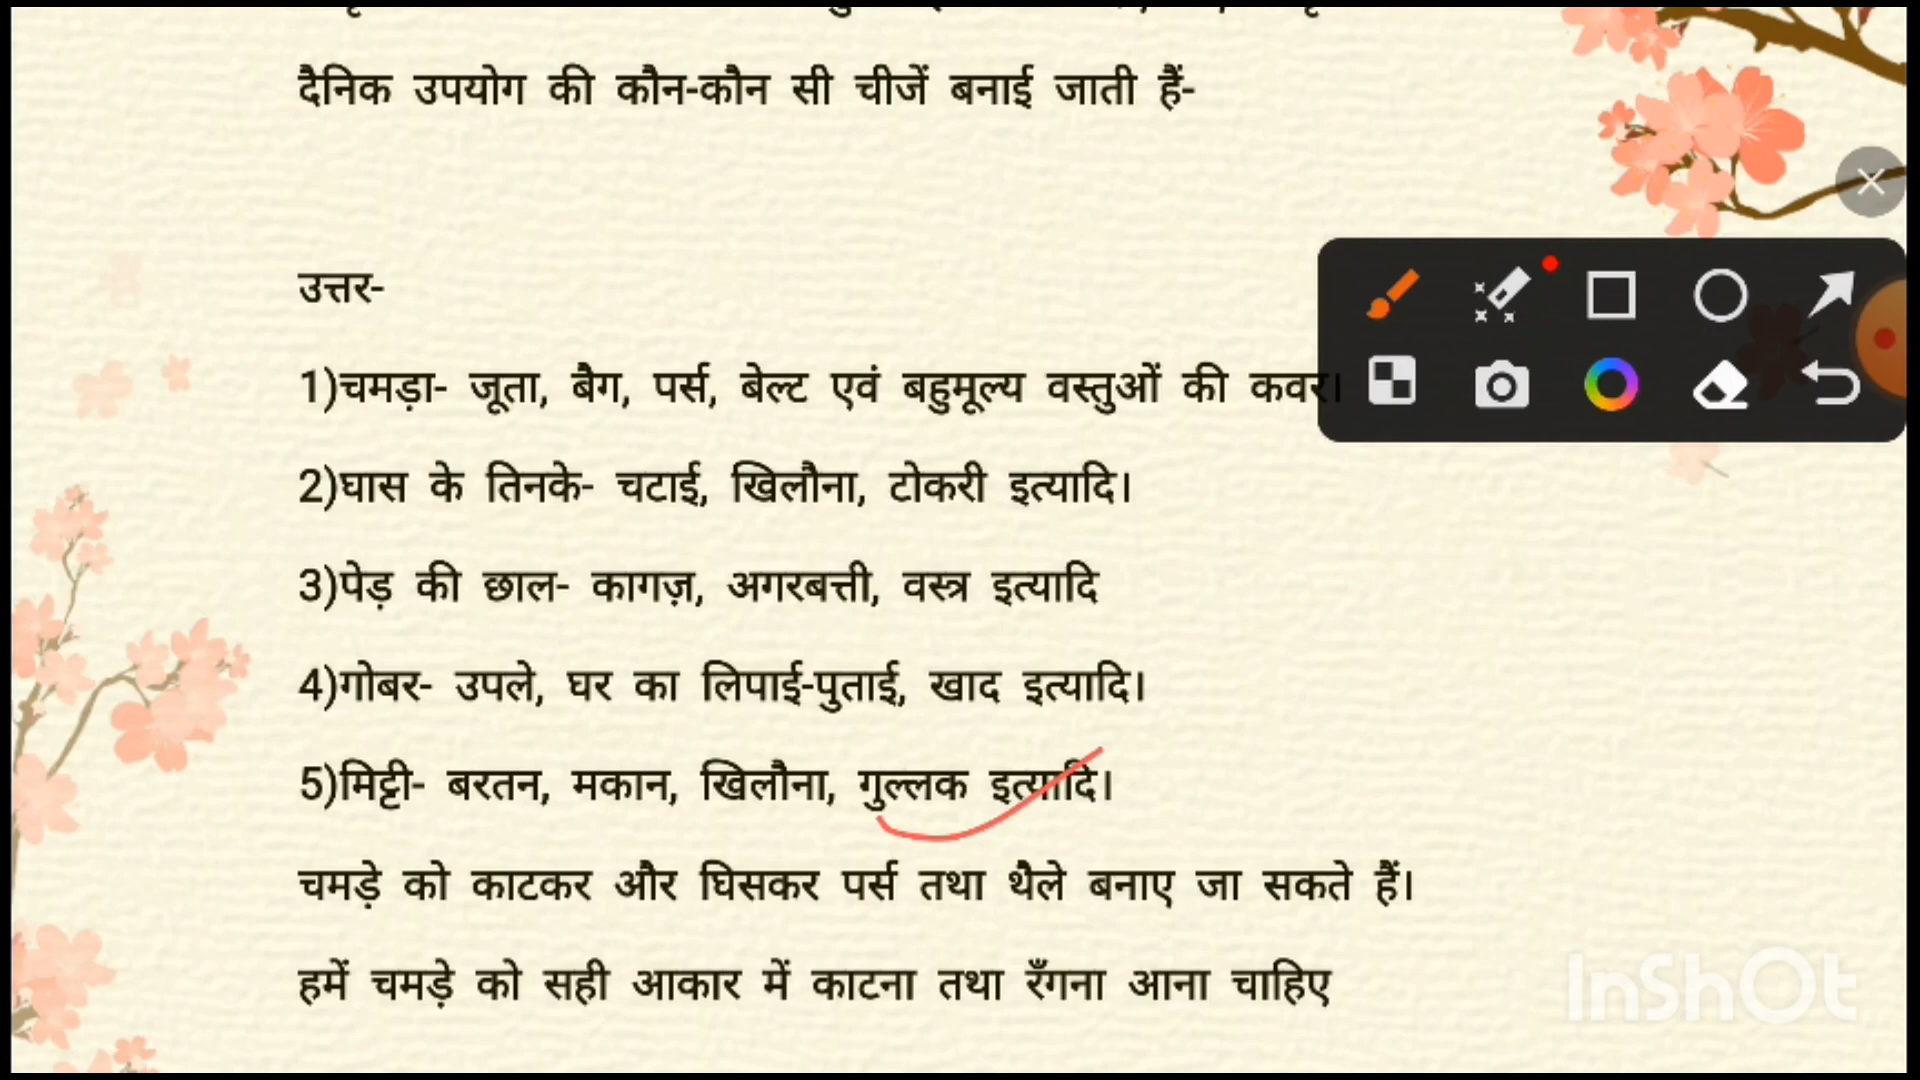 दैनिक उपयोग की कौन-कौन सी चीजें बनाई जाती हैं-
उत्तर-
1)चमड़ा- जूता, बैग, पर्स, बेल्ट एवं बहुमूल्य वस्तुओं की कवर।
2)घास के तिनके- चटाई, खिलौना, टोकरी इत्यादि।
3)पेड़ की छाल- कागज़, अगरबत्ती, वस्त्र इत्यादि
4)गोबर- उपले, घर का लिपाई-पुताई, खाद इत्यादि।
5)मिट्टी- बरतन, मकान, खिलौना, गुल्लक इत्यादि।
चमड़े को काटकर और घिसकर पर्स तथा थैले बनाए जा सकते हैं।
हमें चमड़े को सही आकार में काटना तथा रँगना आना चाहिए
InShOt